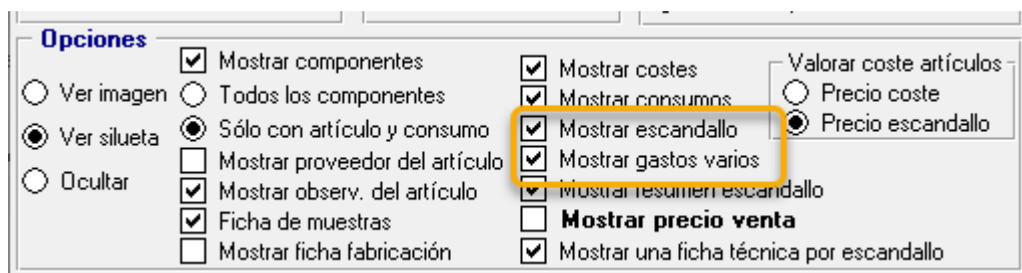 Opciones
Ver imagen
Ver silueta
Ocultar
Mostrar componentes
Todos los componentes
Sólo con artículo y consumo
Mostrar proveedor del artículo
Mostrar observ. del artículo
Ficha de muestras
Mostrar ficha fabricación
Mostrar costes
Mostrar consumos
Mostrar escandallo
Mostrar gastos varios
Mostrar resumen escandallo
Mostrar precio venta
Mostrar una ficha técnica por escandallo
Valorar coste artículos
Precio coste
Precio escandallo